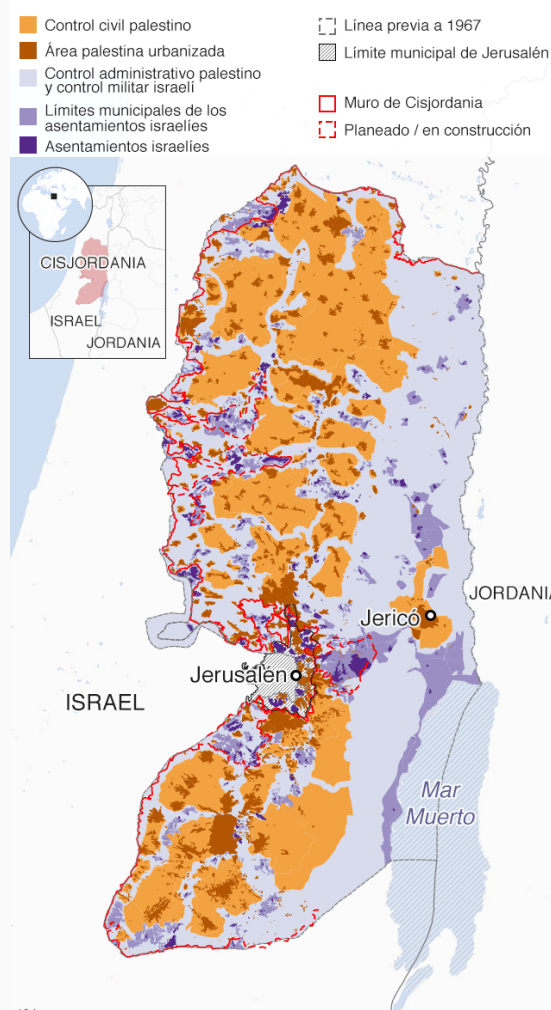 Control civil palestino
Área palestina urbanizada
Control administrativo palestino
y control militar israelí
Límites municipales de los
asentamientos israelíes
Asentamientos israelíes
Línea previa a 1967
Límite municipal de Jerusalén
Muro de Cisjordania
Planeado / en construcción
CISJORDANIA
ISRAEL
JORDANIA
JORDANIA
Jericó
Jerusalén
ISRAEL
Mar
Muerto